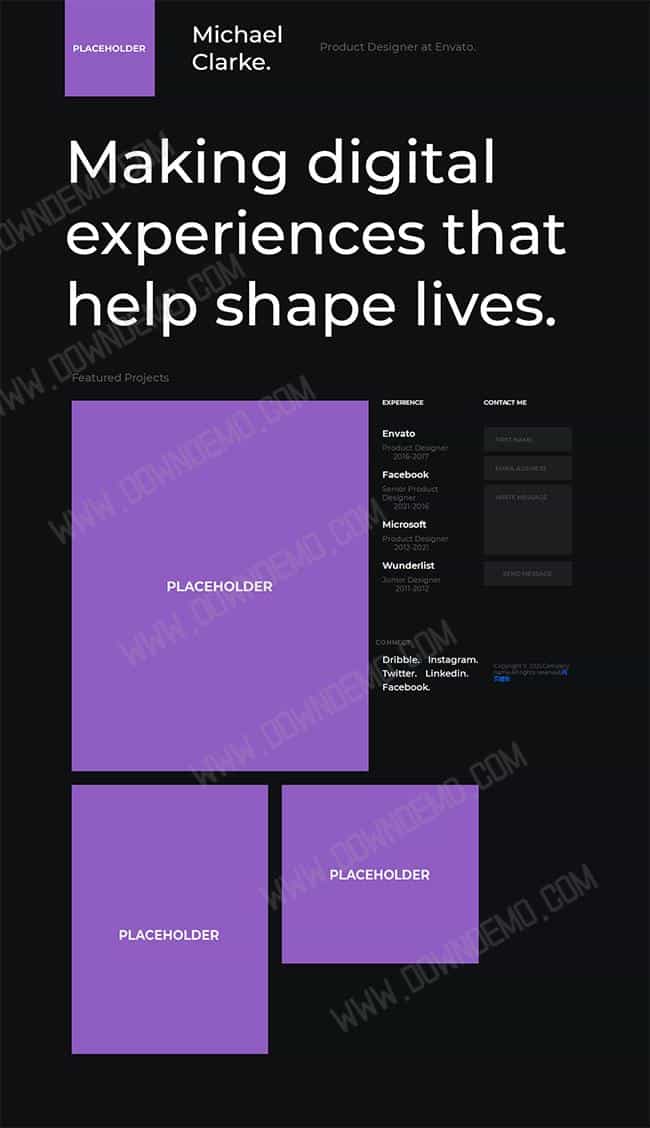 PLACEHOLDER
Michael
Clarke.
Product Designer at Envato.
Making digital
experiences that
help shape lives.
Featured Projects
PLACEHOLDER
EXPERIENCE
Envato
Product Designer
2016-2017
Facebook
Senior Product
Designer
2021-2016
Microsoft
Product Designer
2012-2021
Wunderlist
Junior Designer
2011-2012
CONTACT ME
FIRST NAME
EMAIL ADDRESS
WRITE MESSAGE
SEND MESSAGE
CONNECT
Dribble. Instagram.
Twitter. Linkedin.
Facebook.
Copyright © 2021.Company
name All rights reserved.
PLACEHOLDER
PLACEHOLDER
WWW.DOWNDEMO.COM
WWW.DOWNDEMO.COM
WWW.DOWNDEMO.COM
WWW.DOWNDEMO.COM
WWW.DOWNDEMO.COM
WWW.DOWNDEMO.COM
WWW.DOWNDEMO.COM